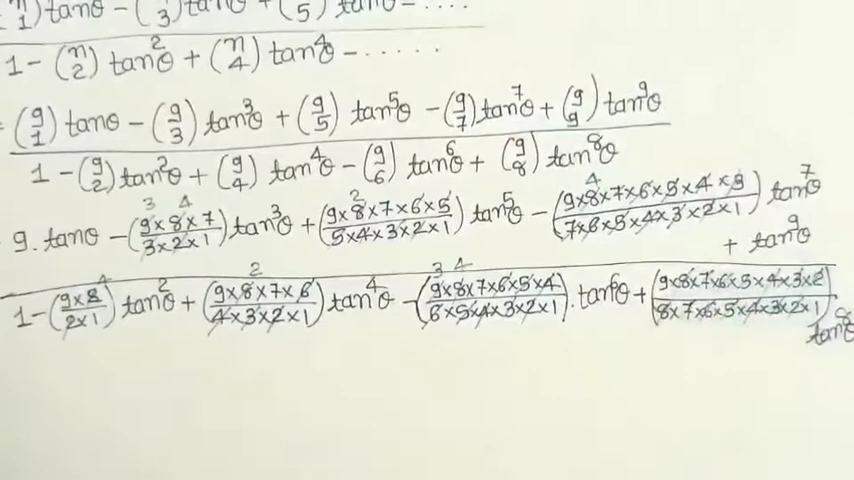 (n 1) tanθ − (n 3) tan³θ + (n 5) tan⁵θ − ....
1 − (n 2) tan²θ + (n 4) tan⁴θ − .....
= (9 1) tanθ − (9 3) tan³θ + (9 5) tan⁵θ − (9 7) tan⁷θ + (9 9) tan⁹θ
1 − (9 2) tan²θ + (9 4) tan⁴θ − (9 6) tan⁶θ + (9 8) tan⁸θ
9. tanθ − (9×8×7 / 3×2×1) tan³θ + (9×8×7×6×5 / 5×4×3×2×1) tan⁵θ − (9×8×7×6×5×4×3 / 7×6×5×4×3×2×1) tan⁷θ
+ tan⁹θ
1 − (9×8 / 2×1) tan²θ + (9×8×7×6 / 4×3×2×1) tan⁴θ − (9×8×7×6×5×4 / 6×5×4×3×2×1) . tan⁶θ + (9×8×7×6×5×4×3×2 / 8×7×6×5×4×3×2×1)
tan⁸θ